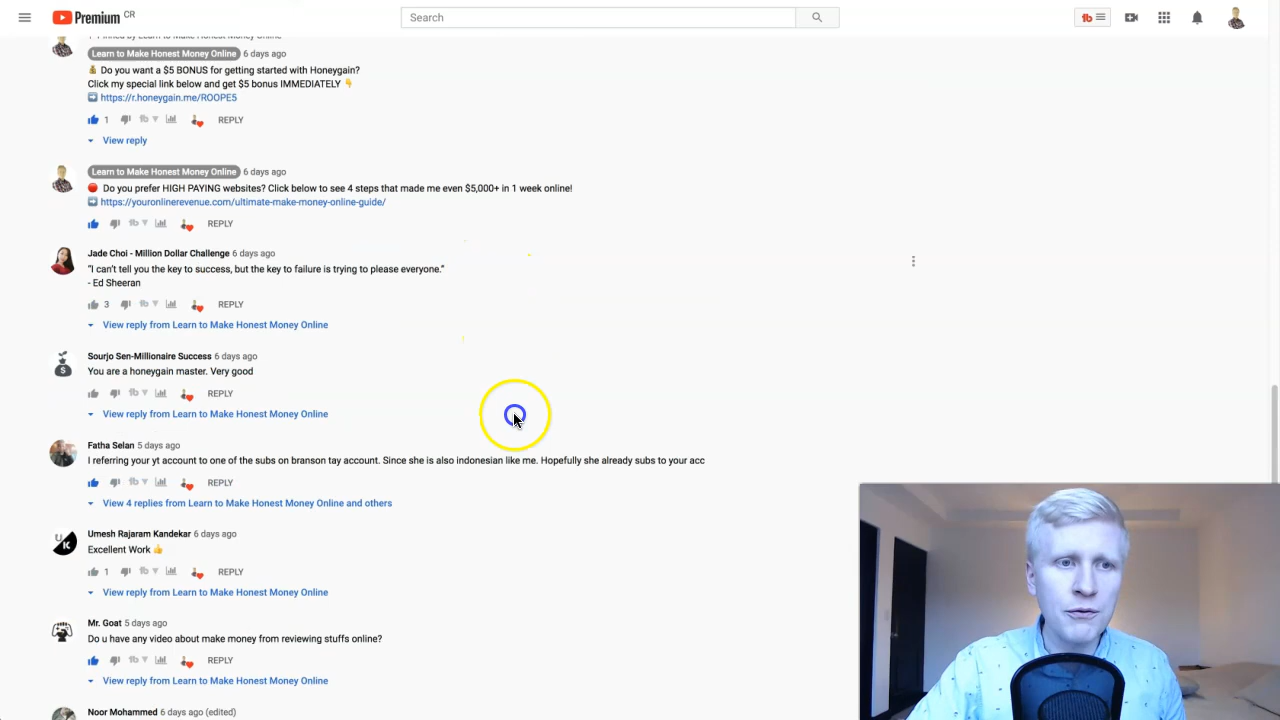 Premium CR
Search
Pinned by Learn to Make Honest Money Online
Learn to Make Honest Money Online 6 days ago
💰 Do you want a $5 BONUS for getting started with Honeygain?
Click my special link below and get $5 bonus IMMEDIATELY 👇
➡️ https://r.honeygain.me/ROOPE5
1 REPLY
View reply
Learn to Make Honest Money Online 6 days ago
🔴 Do you prefer HIGH PAYING websites? Click below to see 4 steps that made me even $5,000+ in 1 week online!
➡️ https://youronlinerevenue.com/ultimate-make-money-online-guide/
REPLY
Jade Choi - Million Dollar Challenge 6 days ago
“I can’t tell you the key to success, but the key to failure is trying to please everyone.”
- Ed Sheeran
3 REPLY
View reply from Learn to Make Honest Money Online
Sourjo Sen-Millionaire Success 6 days ago
You are a honeygain master. Very good
REPLY
View reply from Learn to Make Honest Money Online
Fatha Selan 5 days ago
I referring your yt account to one of the subs on branson tay account. Since she is also indonesian like me. Hopefully she already subs to your acc
REPLY
View 4 replies from Learn to Make Honest Money Online and others
Umesh Rajaram Kandekar 6 days ago
Excellent Work 👍
1 REPLY
View reply from Learn to Make Honest Money Online
Mr. Goat 5 days ago
Do u have any video about make money from reviewing stuffs online?
REPLY
View reply from Learn to Make Honest Money Online
Noor Mohammed 6 days ago (edited)